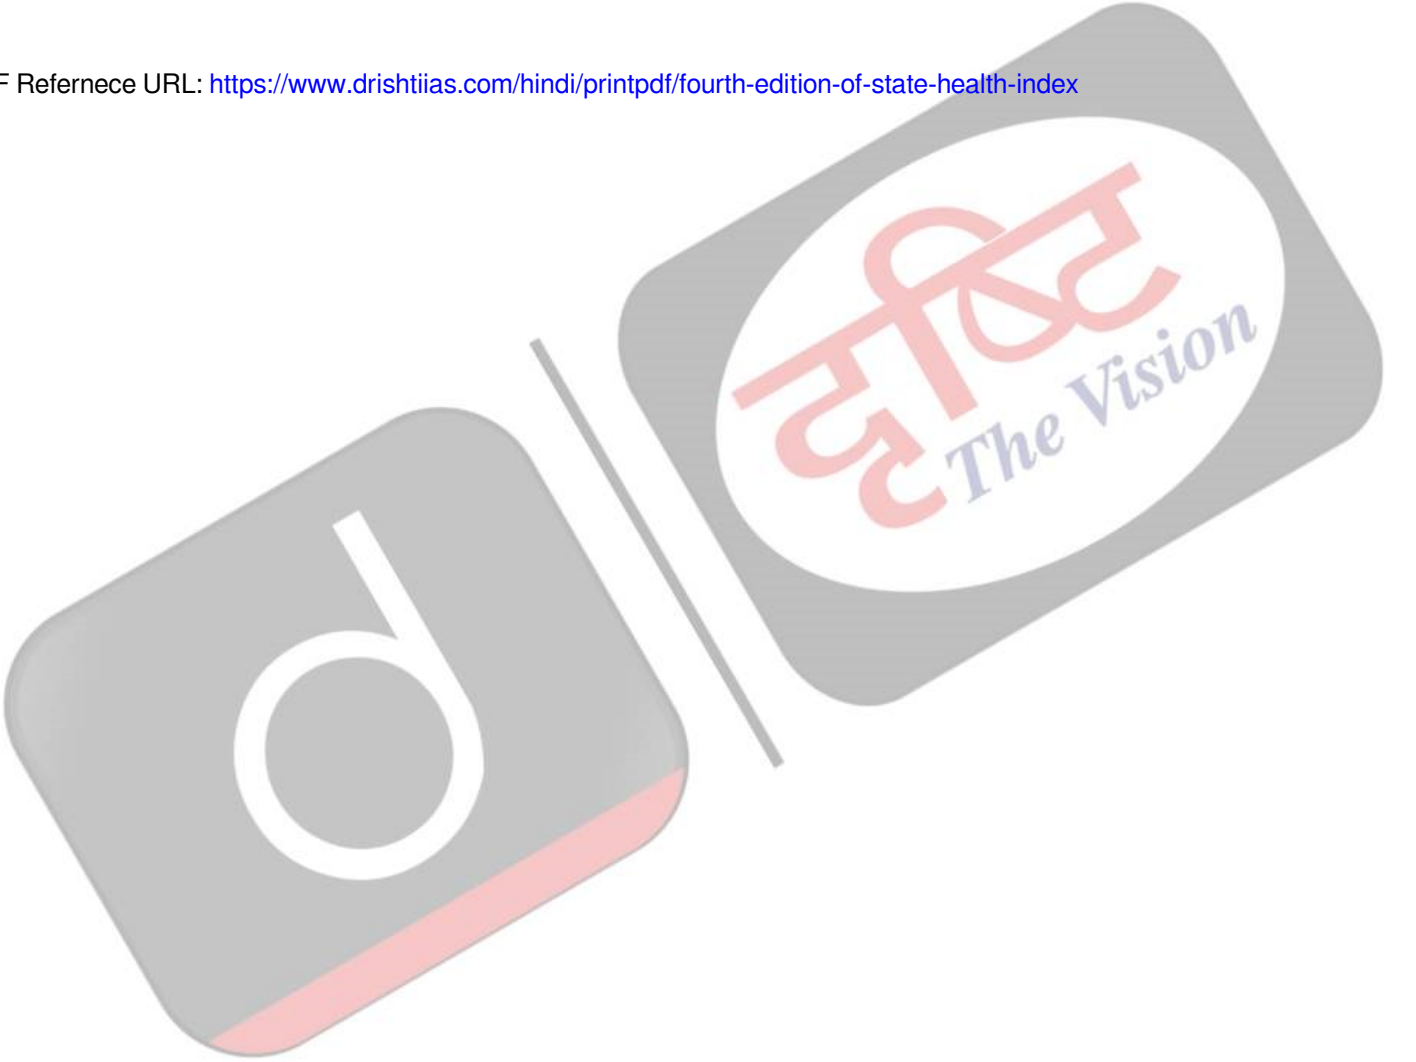 F Refernece URL: https://www.drishtiias.com/hindi/printpdf/fourth-edition-of-state-health-index
दृष्टि
The Vision
d